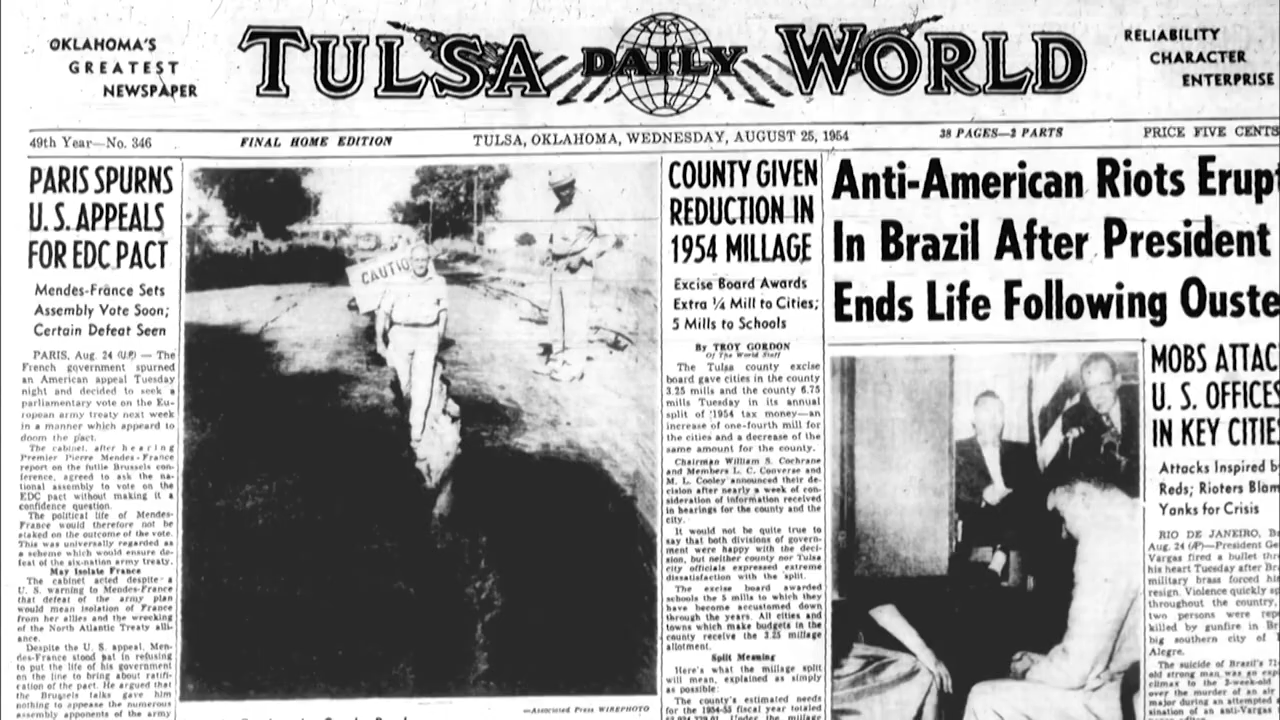 OKLAHOMA'S
GREATEST
NEWSPAPER
TULSA DAILY WORLD
RELIABILITY
CHARACTER
ENTERPRISE
49th Year—No. 346
FINAL HOME EDITION
TULSA, OKLAHOMA, WEDNESDAY, AUGUST 25, 1954
38 PAGES—2 PARTS
PRICE FIVE CENTS
PARIS SPURNS
U.S. APPEALS
FOR EDC PACT
Mendes-France Sets
Assembly Vote Soon;
Certain Defeat Seen
PARIS, Aug. 24 (U.P.) — The
French government spurned
an American appeal Tuesday
night and decided to seek a
parliamentary vote on the Eu-
ropean army treaty next week
in a manner which appeared to
doom the pact.
The cabinet, after hearing
Premier Pierre Mendes-France
report on the futile Brussels con-
ference, agreed to ask the na-
tional assembly to vote on the
EDC pact without making it a
confidence question.
The political life of Mendes-
France would therefore not be
staked on the outcome of the vote.
This was universally regarded as
a scheme which would ensure de-
feat of the six-nation army treaty.
May Isolate France
The cabinet acted despite a
U. S. warning to Mendes-France
that defeat of the army plan
would mean isolation of France
from her allies and the wrecking
of the North Atlantic Treaty alli-
ance.
Despite the U. S. appeal, Men-
des-France stood pat in refusing
to put the life of his government
on the line to bring about ratifi-
cation of the pact. He argued that
the Brussels talks gave him
nothing to appease the numerous
assembly opponents of the army
CAUTIO
—Associated Press WIREPHOTO
COUNTY GIVEN
REDUCTION IN
1954 MILLAGE
Excise Board Awards
Extra ¼ Mill to Cities;
5 Mills to Schools
By TROY GORDON
Of The World Staff
The Tulsa county excise
board gave cities in the county
3.25 mills and the county 6.75
mills Tuesday in its annual
split of 1954 tax money—an
increase of one-fourth mill for
the cities and a decrease of the
same amount for the county.
Chairman William S. Cochrane
and Members L. C. Converse and
M. L. Cooley announced their de-
cision after nearly a week of con-
sideration of information received
in hearings for the county and the
city.
It would not be quite true to
say that both divisions of govern-
ment were happy with the deci-
sion, but neither county nor Tulsa
city officials expressed extreme
dissatisfaction with the split.
The excise board awarded
schools the 5 mills to which they
have become accustomed down
through the years. All cities and
towns which make budgets in the
county receive the 3.25 millage
allotment.
Split Meaning
Here's what the millage split
will mean, explained as simply
as possible:
The county's estimated needs
for the 1954-55 fiscal year totaled
Under the millage
Anti-American Riots Erupt
In Brazil After President
Ends Life Following Ouste
MOBS ATTAC
U. S. OFFICES
IN KEY CITIE
Attacks Inspired b
Reds; Rioters Blam
Yanks for Crisis
RIO DE JANEIRO, B
Aug. 24 (AP)—President Ge
Vargas fired a bullet thr
his heart Tuesday after Br
military brass forced his
resign. Violence quickly sp
throughout the country,
two persons were rep
killed by gunfire in Br
big southern city of
Alegre.
The suicide of Brazil's 71
old strong man was an exp
climax to the 3-week-old
over the murder of an air
major during an attempted
sination of an anti-Vargas